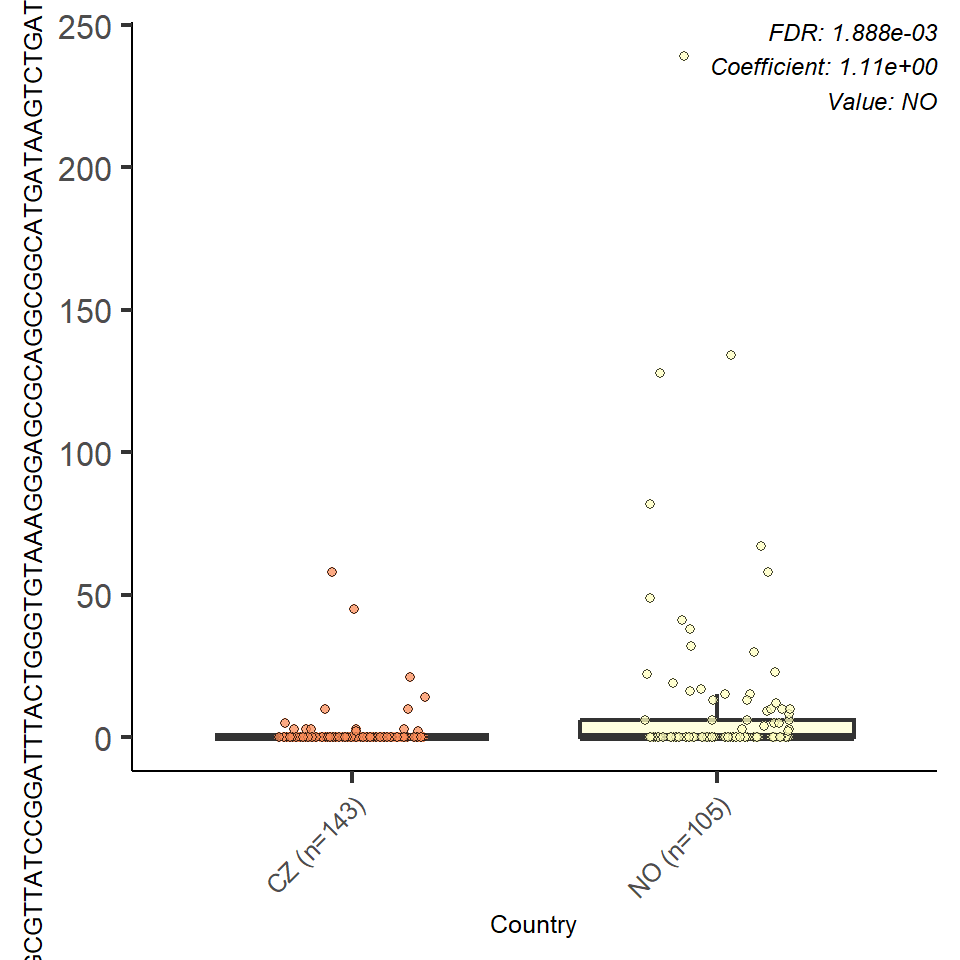 FDR: 1.888e-03
Coefficient: 1.11e+00
Value: NO
GCGTTATCCGGATTTACTGGGTGTAAAGGGAGCGCAGGCGGCATGATAAGTCTGAT
250
200
150
100
50
0
CZ (n=143)
NO (n=105)
Country